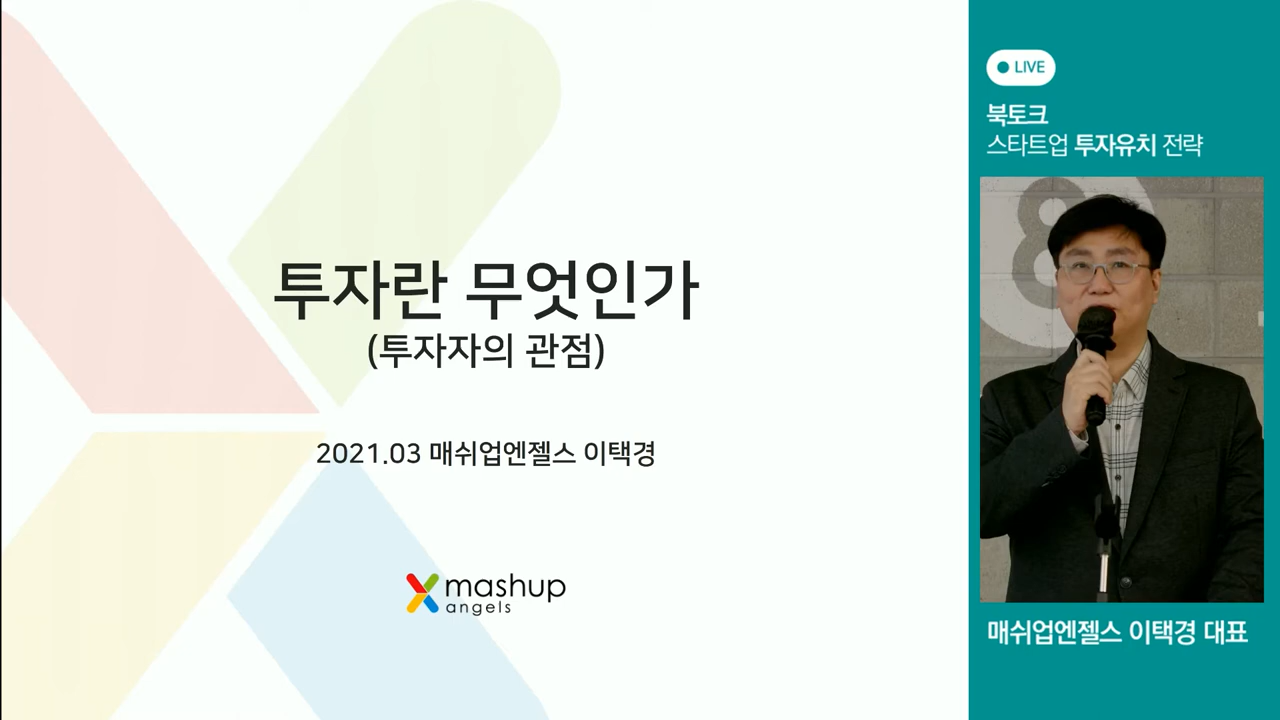 투자란 무엇인가
(투자자의 관점)
2021.03 매쉬업엔젤스 이택경
mashup
angels
LIVE
북토크
스타트업 투자유치 전략
8
매쉬업엔젤스 이택경 대표